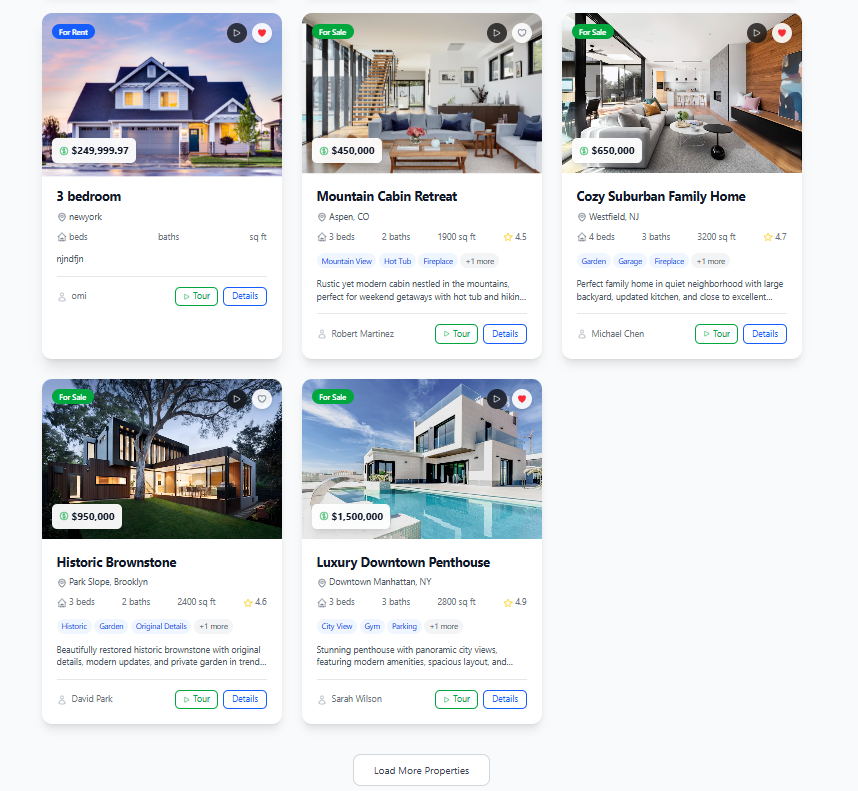 For Rent
$249,999.97
3 bedroom
newyork
beds baths sq ft
njndfjn
omi Tour Details
For Sale
$450,000
Mountain Cabin Retreat
Aspen, CO
3 beds 2 baths 1900 sq ft 4.5
Mountain View Hot Tub Fireplace +1 more
Rustic yet modern cabin nestled in the mountains,
perfect for weekend getaways with hot tub and hikin...
Robert Martinez Tour Details
For Sale
$650,000
Cozy Suburban Family Home
Westfield, NJ
4 beds 3 baths 3200 sq ft 4.7
Garden Garage Fireplace +1 more
Perfect family home in quiet neighborhood with large
backyard, updated kitchen, and close to excellent...
Michael Chen Tour Details
For Sale
$950,000
Historic Brownstone
Park Slope, Brooklyn
3 beds 2 baths 2400 sq ft 4.6
Historic Garden Original Details +1 more
Beautifully restored historic brownstone with original
details, modern updates, and private garden in trend...
David Park Tour Details
For Sale
$1,500,000
Luxury Downtown Penthouse
Downtown Manhattan, NY
3 beds 3 baths 2800 sq ft 4.9
City View Gym Parking +1 more
Stunning penthouse with panoramic city views,
featuring modern amenities, spacious layout, and...
Sarah Wilson Tour Details
Load More Properties